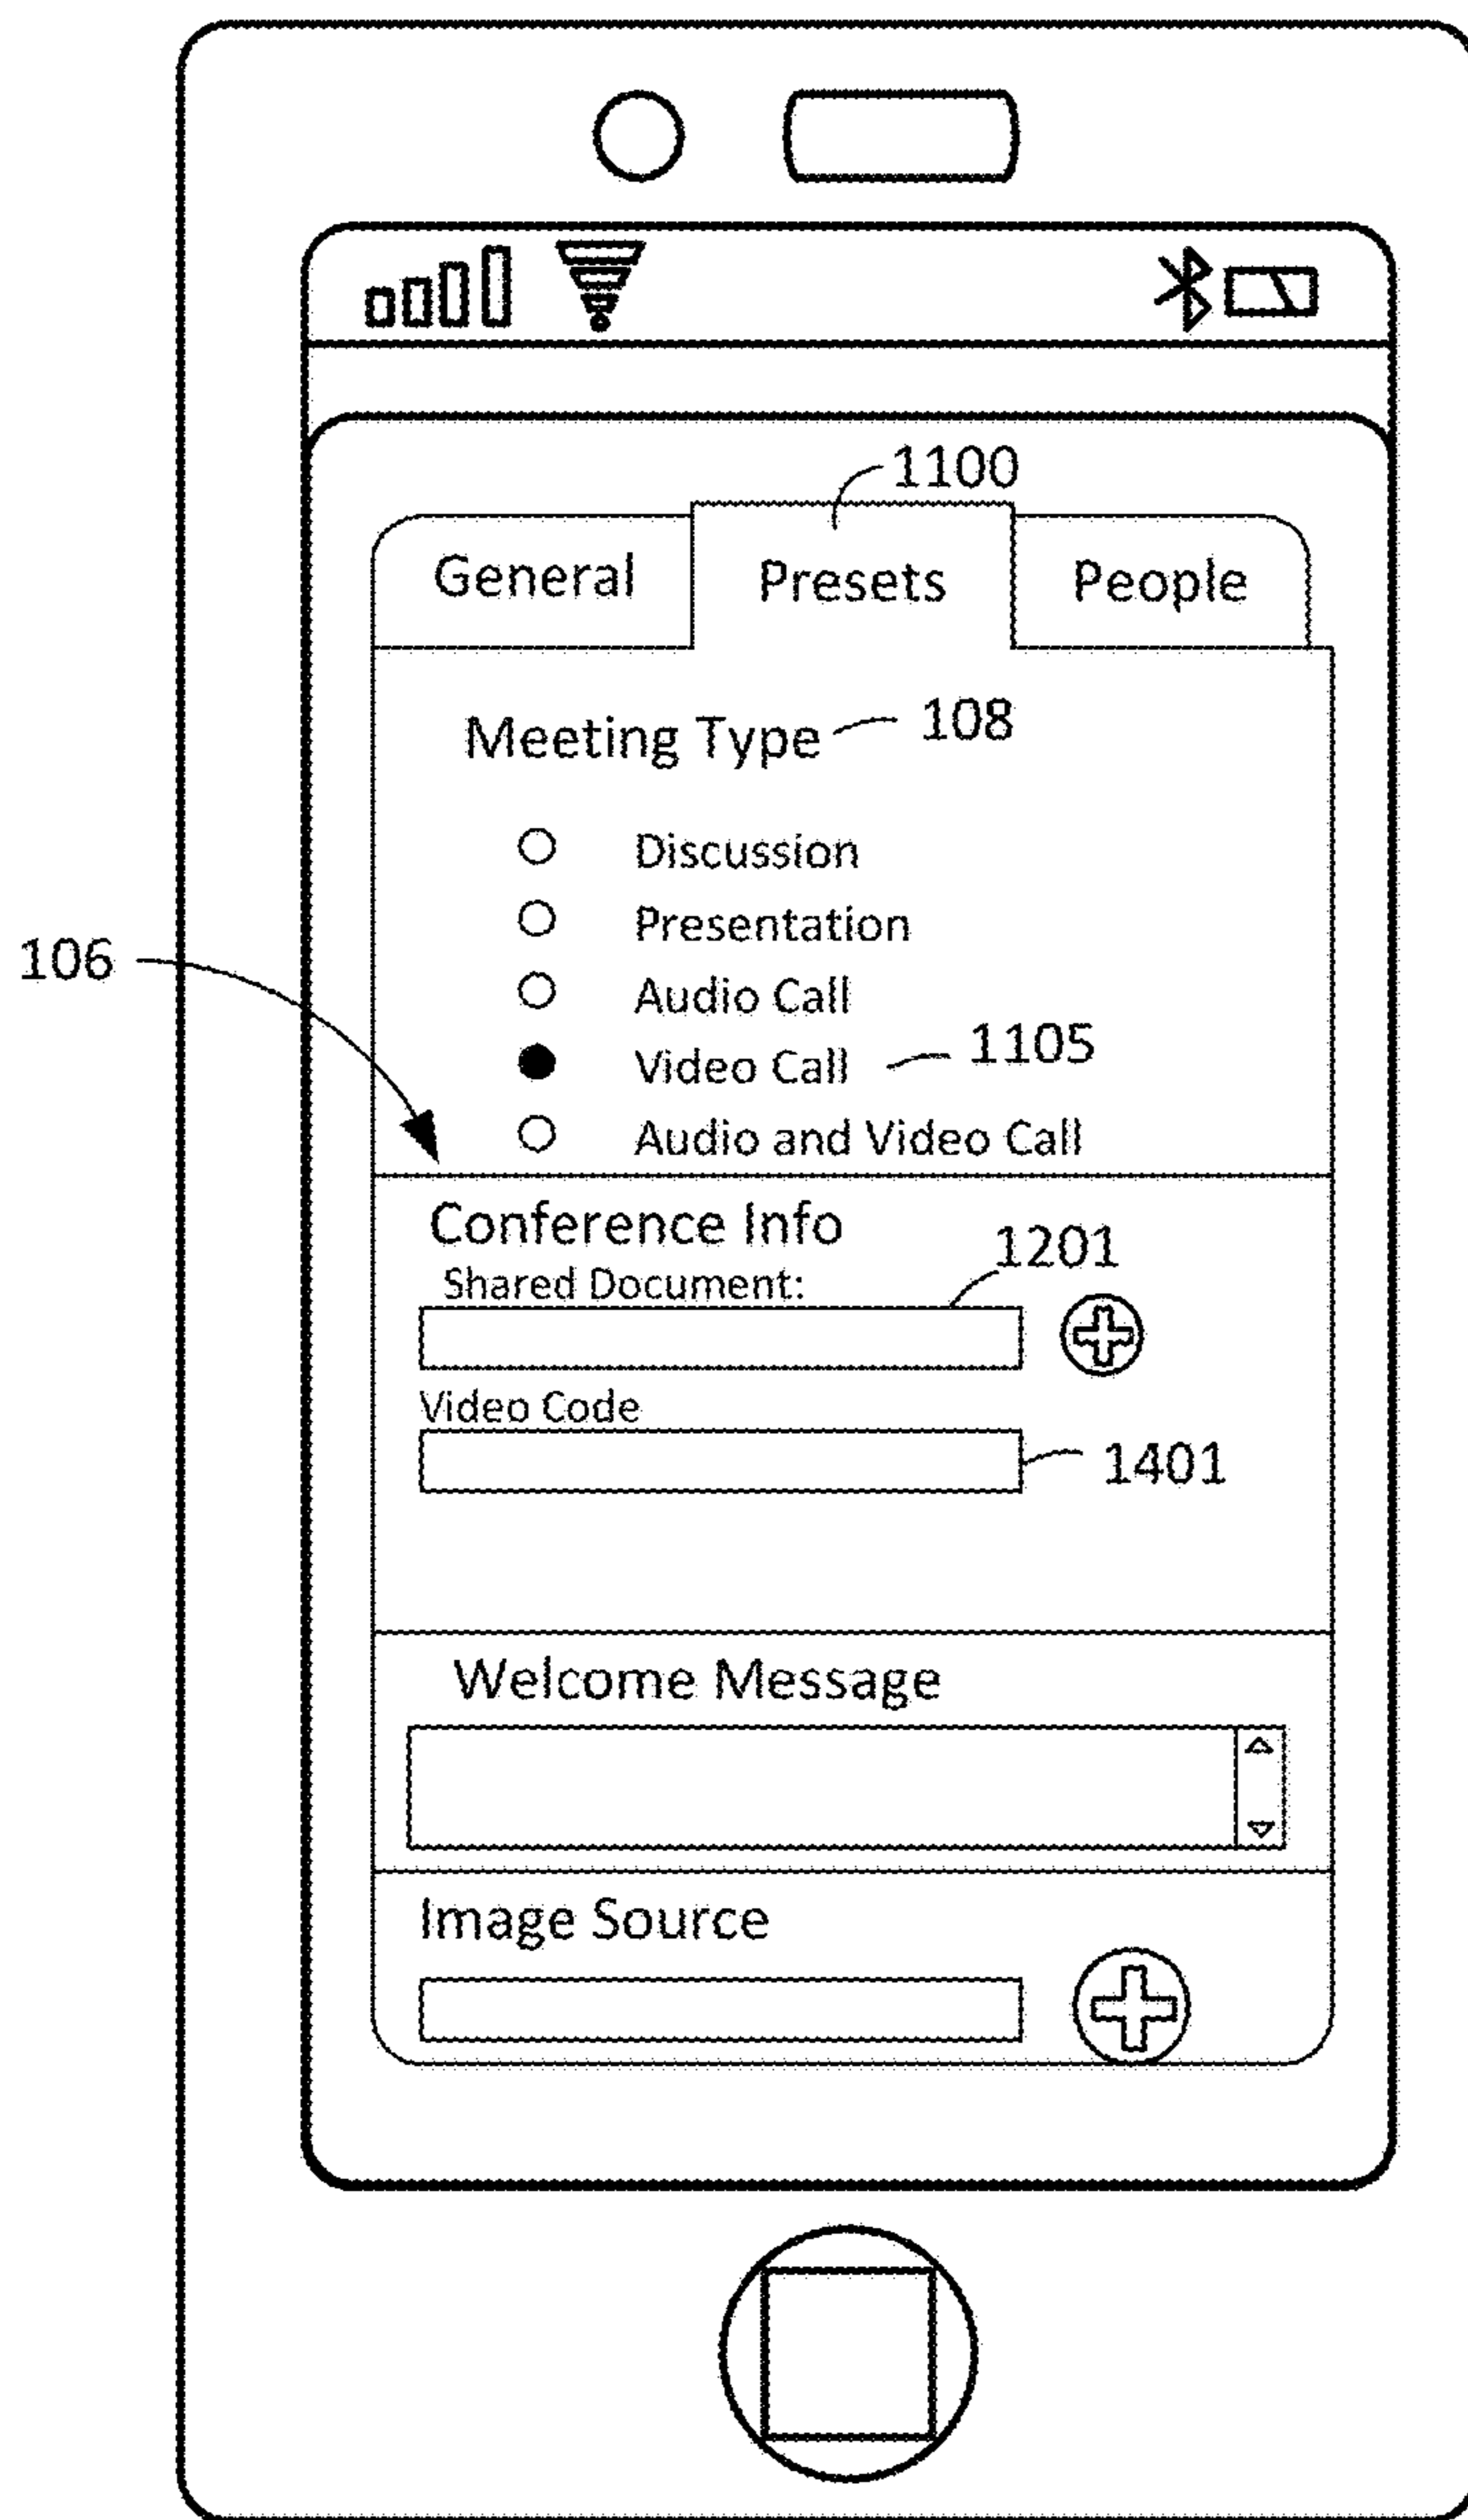 1100
General Presets People
Meeting Type 108
Discussion
Presentation
106
Audio Call
Video Call 1105
Audio and Video Call
Conference Info
1201
Shared Document:
Video Code
1401
Welcome Message
Image Source